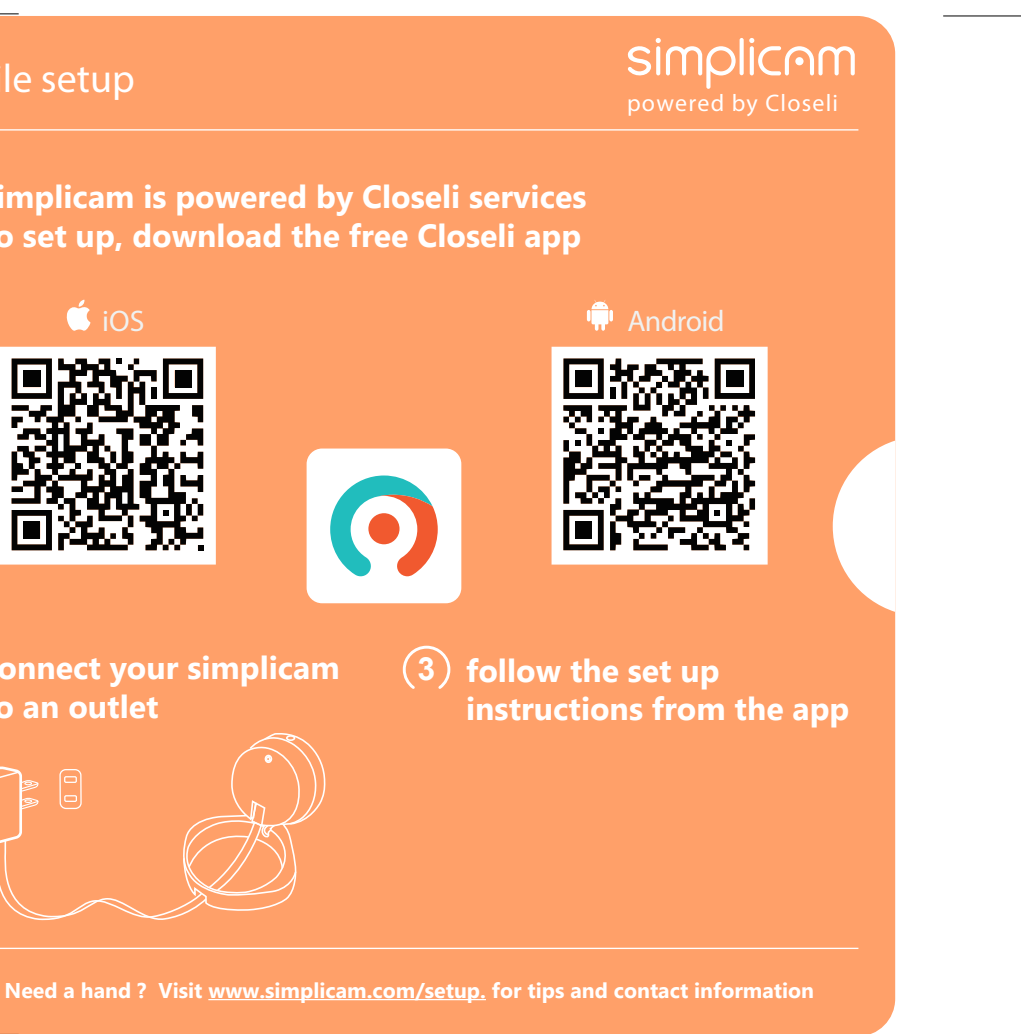 le setup
simplicam
powered by Closeli
implicam is powered by Closeli services
o set up, download the free Closeli app
iOS
Android
onnect your simplicam
o an outlet
3 follow the set up
instructions from the app
Need a hand ? Visit www.simplicam.com/setup. for tips and contact information